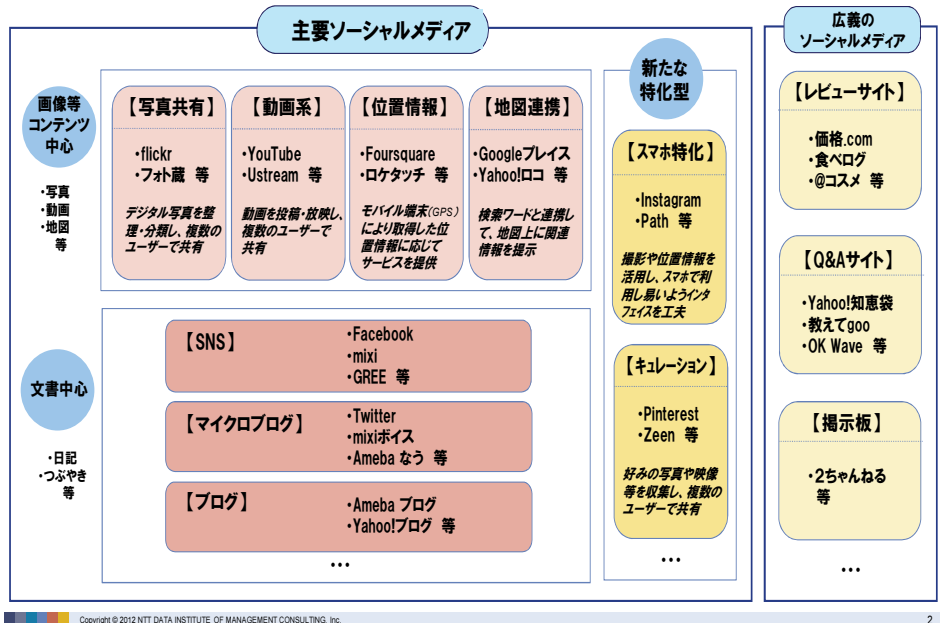 主要ソーシャルメディア
広義の
ソーシャルメディア
画像等
コンテンツ
中心
・写真
・動画
・地図
等
【写真共有】
・flickr
・フォト蔵 等
デジタル写真を整
理・分類し、複数の
ユーザーで共有
【動画系】
・YouTube
・Ustream 等
動画を投稿・放映し、
複数のユーザーで
共有
【位置情報】
・Foursquare
・ロケタッチ 等
モバイル端末(GPS)
により取得した位
置情報に応じて
サービスを提供
【地図連携】
・Googleプレイス
・Yahoo!ロコ 等
検索ワードと連携し
て、地図上に関連
情報を提示
文書中心
・日記
・つぶやき
等
【SNS】
・Facebook
・mixi
・GREE 等
【マイクロブログ】
・Twitter
・mixiボイス
・Ameba なう 等
【ブログ】
・Ameba ブログ
・Yahoo!ブログ 等
…
新たな
特化型
【スマホ特化】
・Instagram
・Path 等
撮影や位置情報を
活用し、スマホで利
用し易いようインタ
フェイスを工夫
【キュレーション】
・Pinterest
・Zeen 等
好みの写真や映像
等を収集し、複数の
ユーザーで共有
…
【レビューサイト】
・価格.com
・食べログ
・@コスメ 等
【Q&Aサイト】
・Yahoo!知恵袋
・教えてgoo
・OK Wave 等
【掲示板】
・2ちゃんねる
等
…
Copyright © 2012 NTT DATA INSTITUTE OF MANAGEMENT CONSULTING, Inc.
2